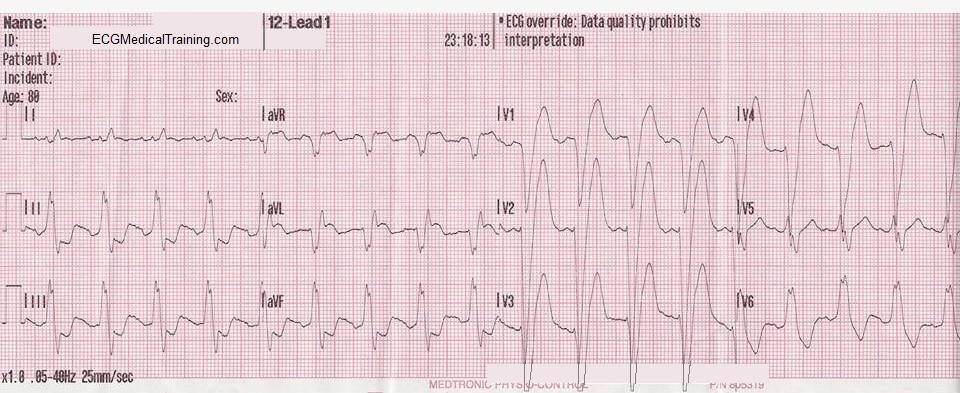 Name: 12-Lead 1 *ECG override: Data quality prohibits
ID: ECGMedicalTraining.com 23:18:13 interpretation
Patient ID:
Incident:
Age: 80 Sex:
I aVR V1 V4
II aVL V2 V5
III aVF V3 V6
x1.0 .05-40Hz 25mm/sec
MEDTRONIC PHYSIO-CONTROL P/N 805319